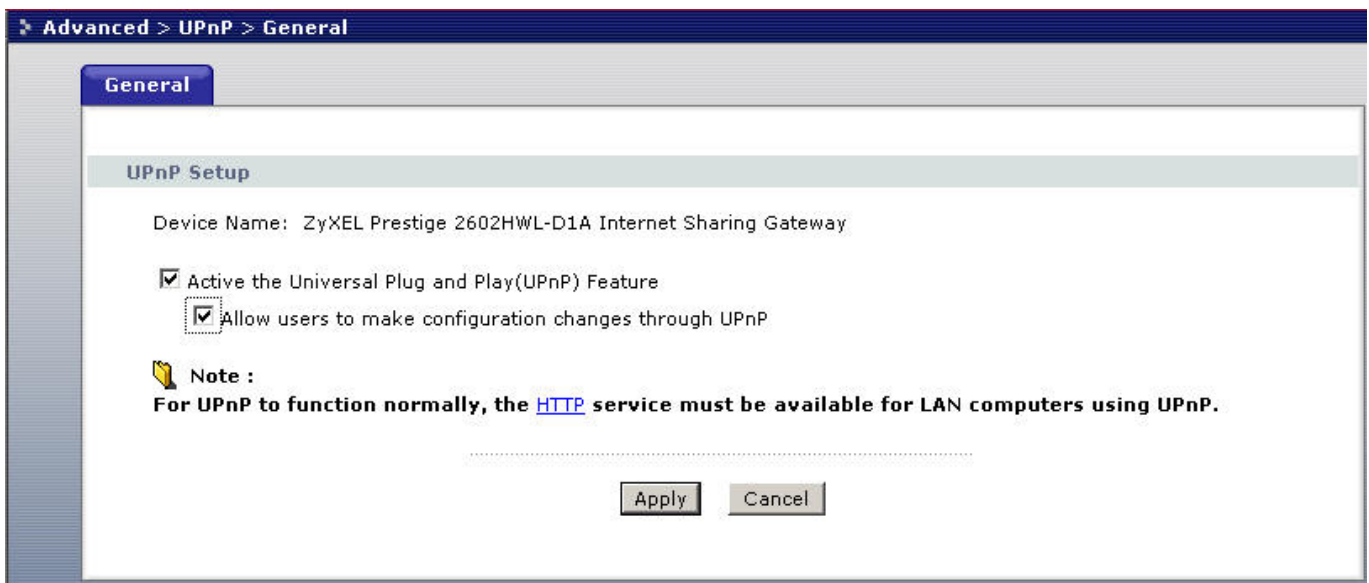 Advanced > UPnP > General
General
UPnP Setup
Device Name: ZyXEL Prestige 2602HWL-D1A Internet Sharing Gateway
Active the Universal Plug and Play(UPnP) Feature
Allow users to make configuration changes through UPnP
Note :
For UPnP to function normally, the HTTP service must be available for LAN computers using UPnP.
Apply Cancel